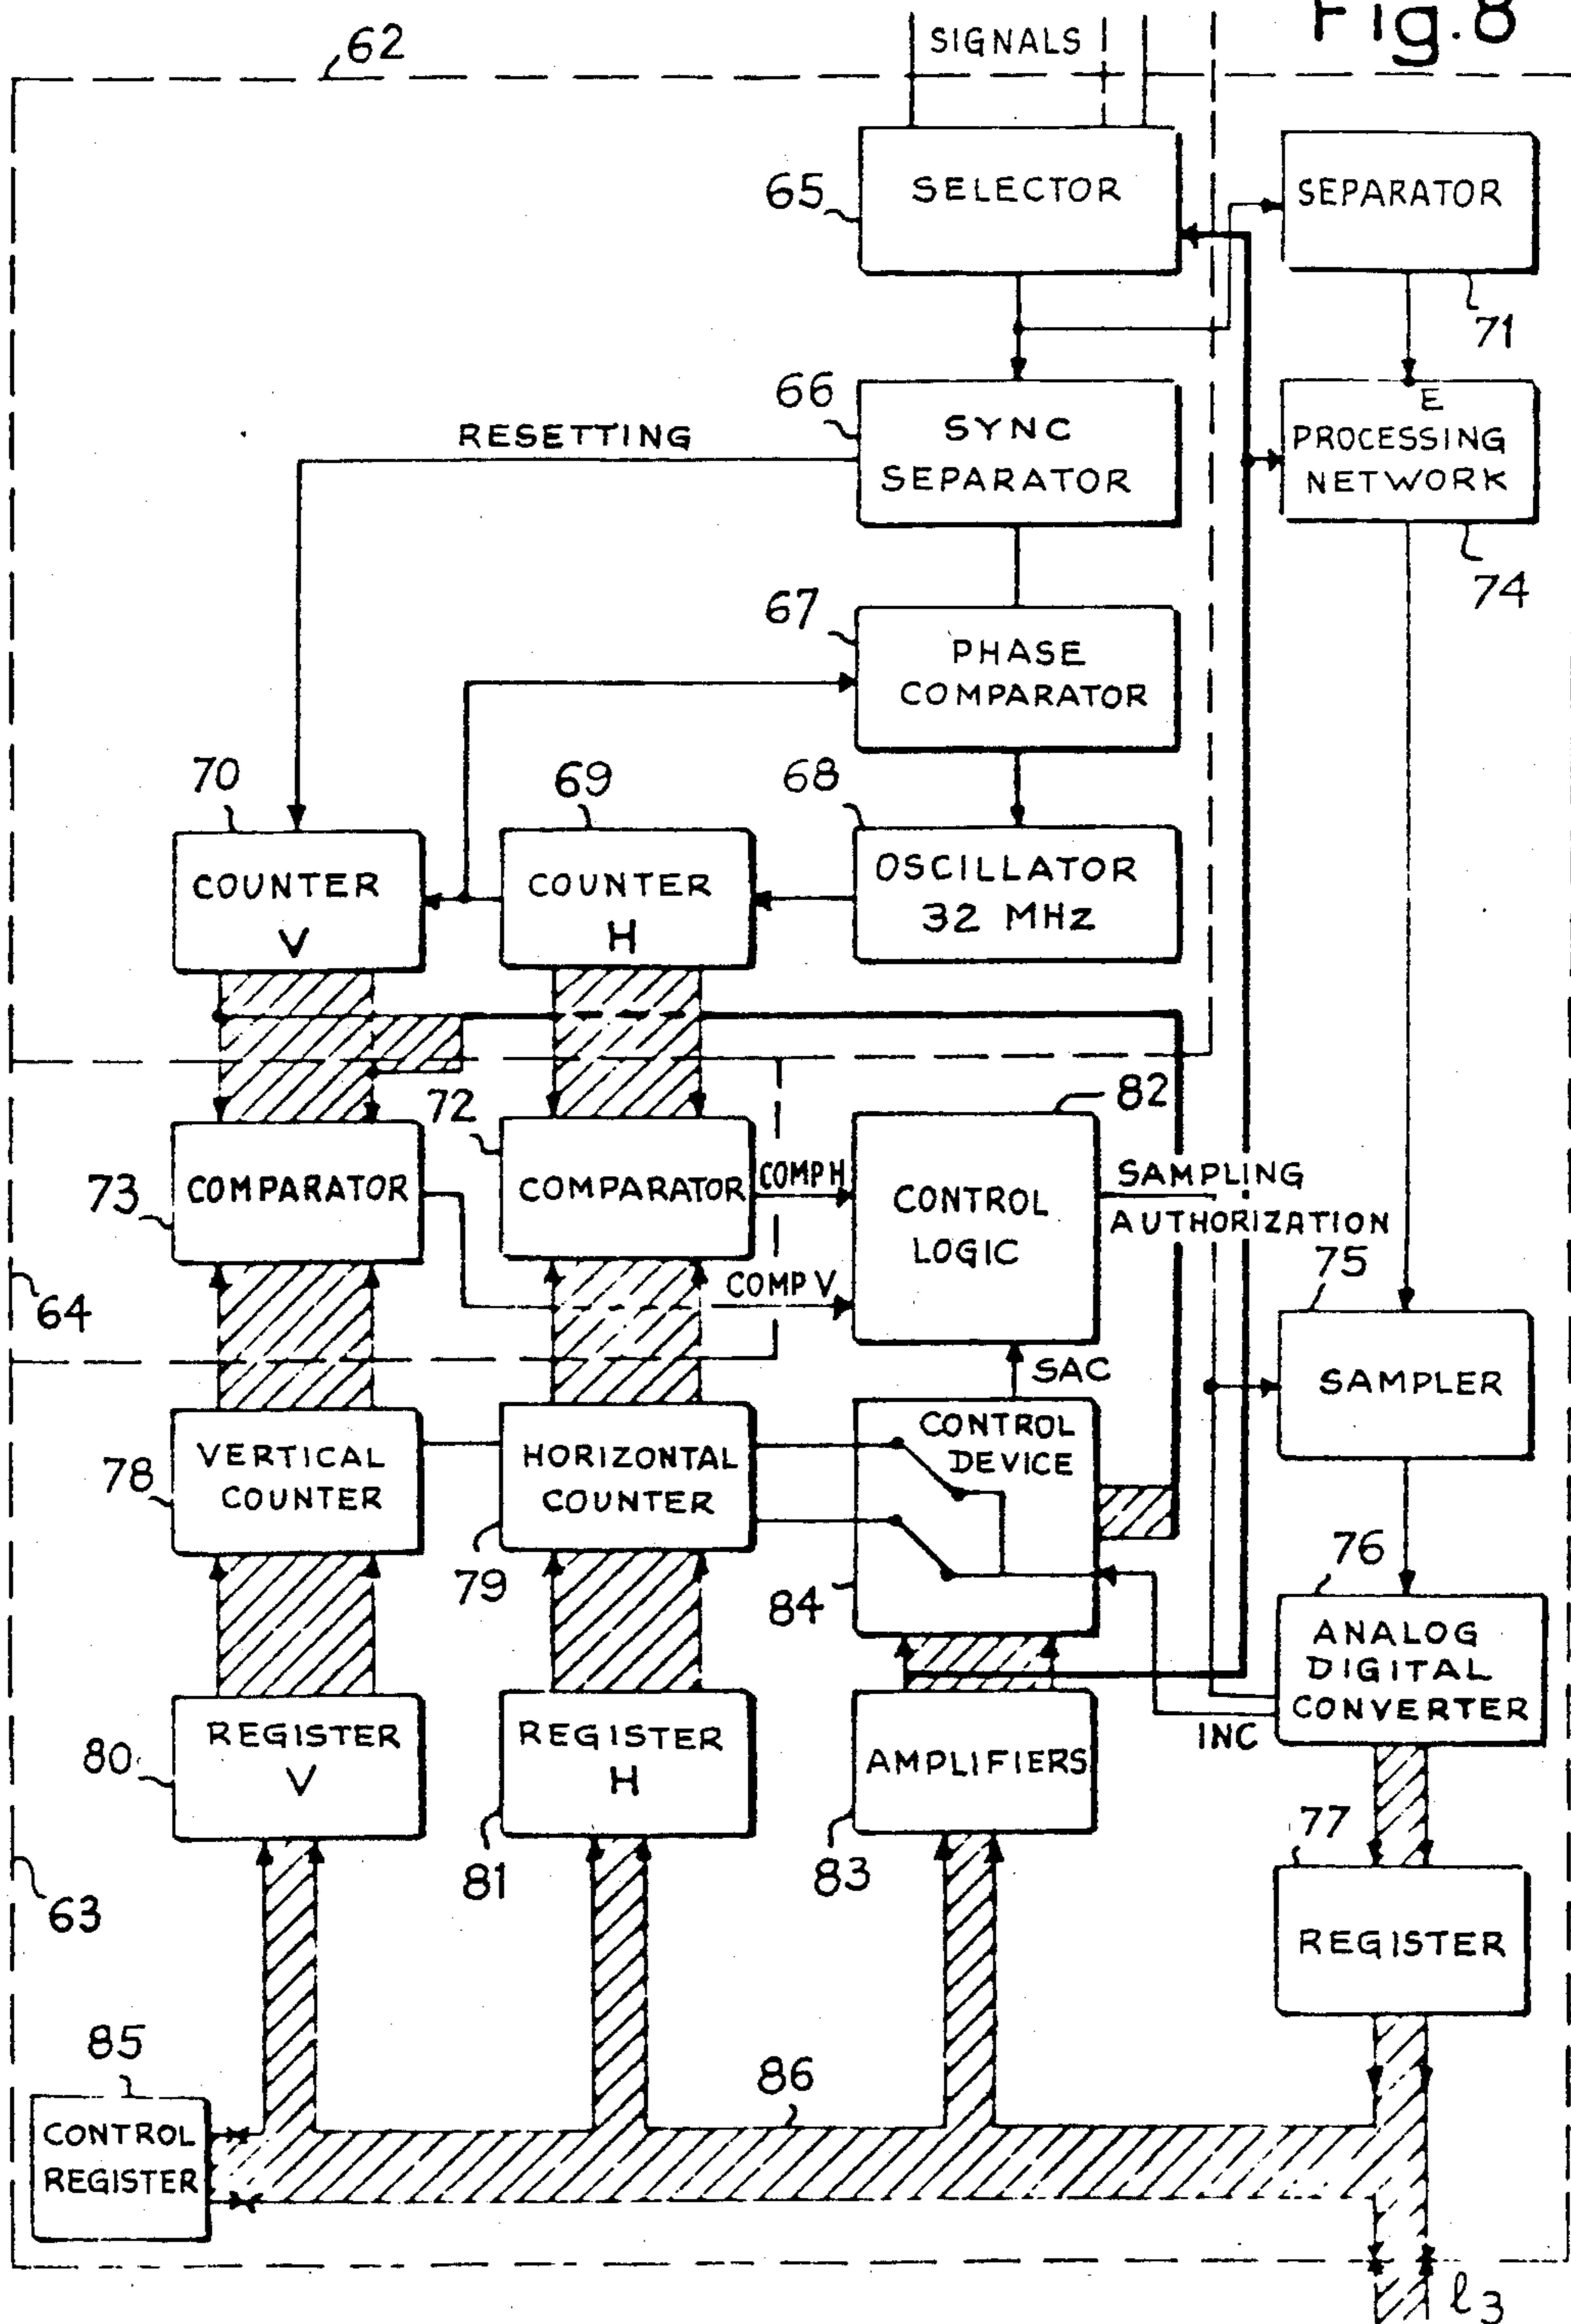 Fig.8
62
SIGNALS
65
SELECTOR
SEPARATOR
71
66
RESETTING
SYNC
SEPARATOR
E
PROCESSING
NETWORK
74
67
PHASE
COMPARATOR
70
69
68
COUNTER
V
COUNTER
H
OSCILLATOR
32 MHz
72
82
73
COMPARATOR
COMPARATOR
COMP H
CONTROL
LOGIC
SAMPLING
AUTHORIZATION
COMP V
64
75
SAC
SAMPLER
78
VERTICAL
COUNTER
HORIZONTAL
COUNTER
79
CONTROL
DEVICE
84
76
ANALOG
DIGITAL
CONVERTER
INC
80
REGISTER
V
REGISTER
H
81
AMPLIFIERS
83
77
REGISTER
63
85
CONTROL
REGISTER
86
l3